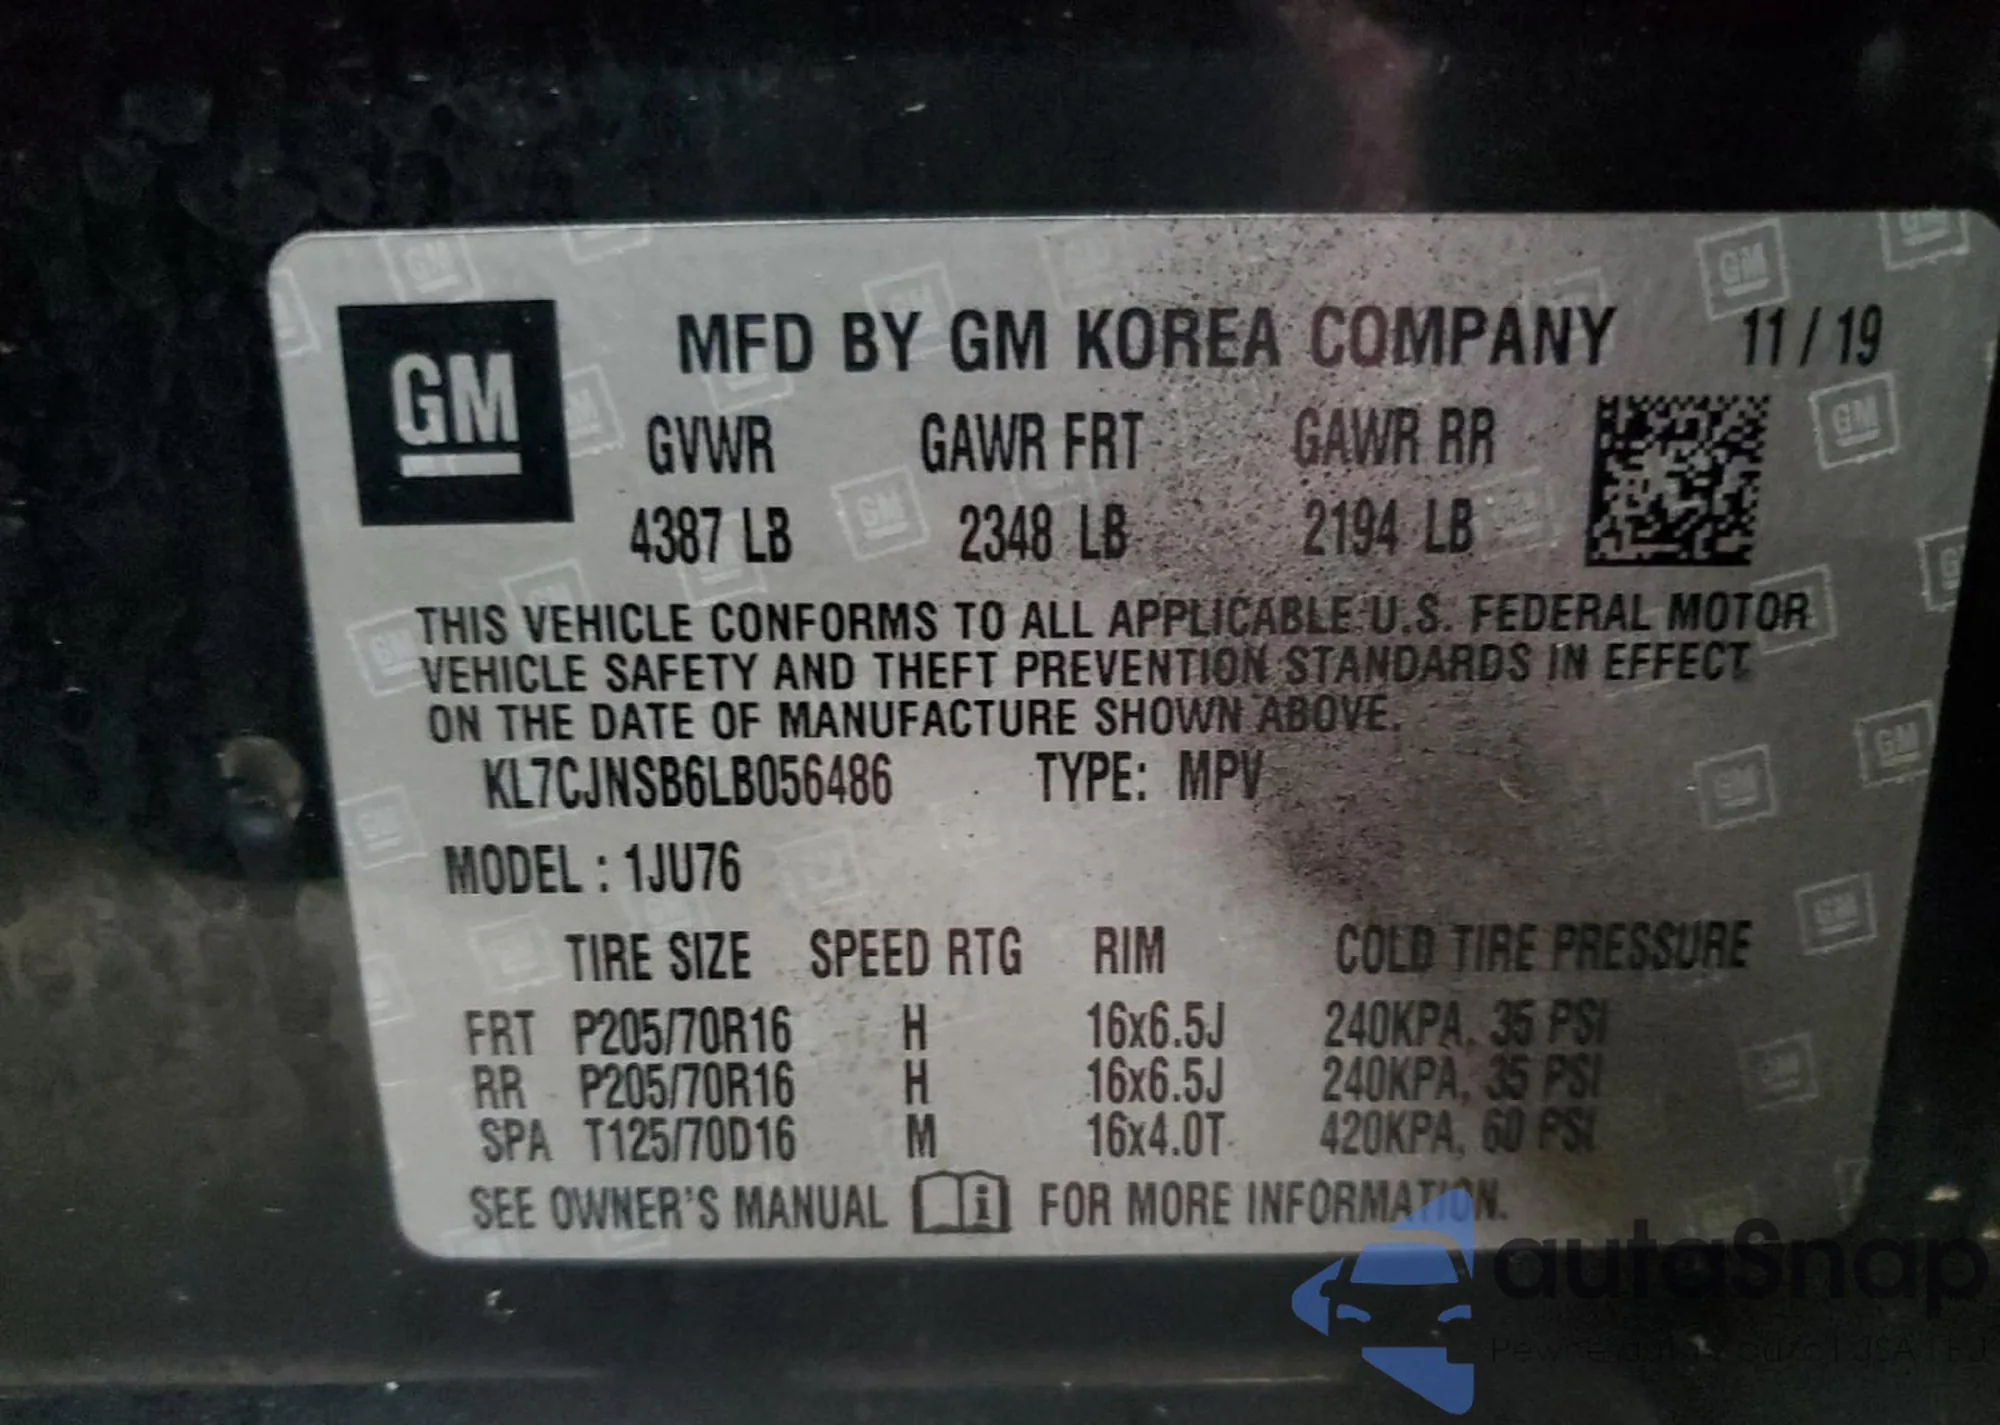 GM MFD BY GM KOREA COMPANY 11 / 19
GVWR GAWR FRT GAWR RR
4387 LB 2348 LB 2194 LB
THIS VEHICLE CONFORMS TO ALL APPLICABLE U.S. FEDERAL MOTOR
VEHICLE SAFETY AND THEFT PREVENTION STANDARDS IN EFFECT
ON THE DATE OF MANUFACTURE SHOWN ABOVE.
KL7CJNSB6LB056486 TYPE: MPV
MODEL : 1JU76
TIRE SIZE SPEED RTG RIM COLD TIRE PRESSURE
FRT P205/70R16 H 16x6.5J 240KPA, 35 PSI
RR P205/70R16 H 16x6.5J 240KPA, 35 PSI
SPA T125/70D16 M 16x4.0T 420KPA, 60 PSI
SEE OWNER'S MANUAL i FOR MORE INFORMATION.
autaSnap